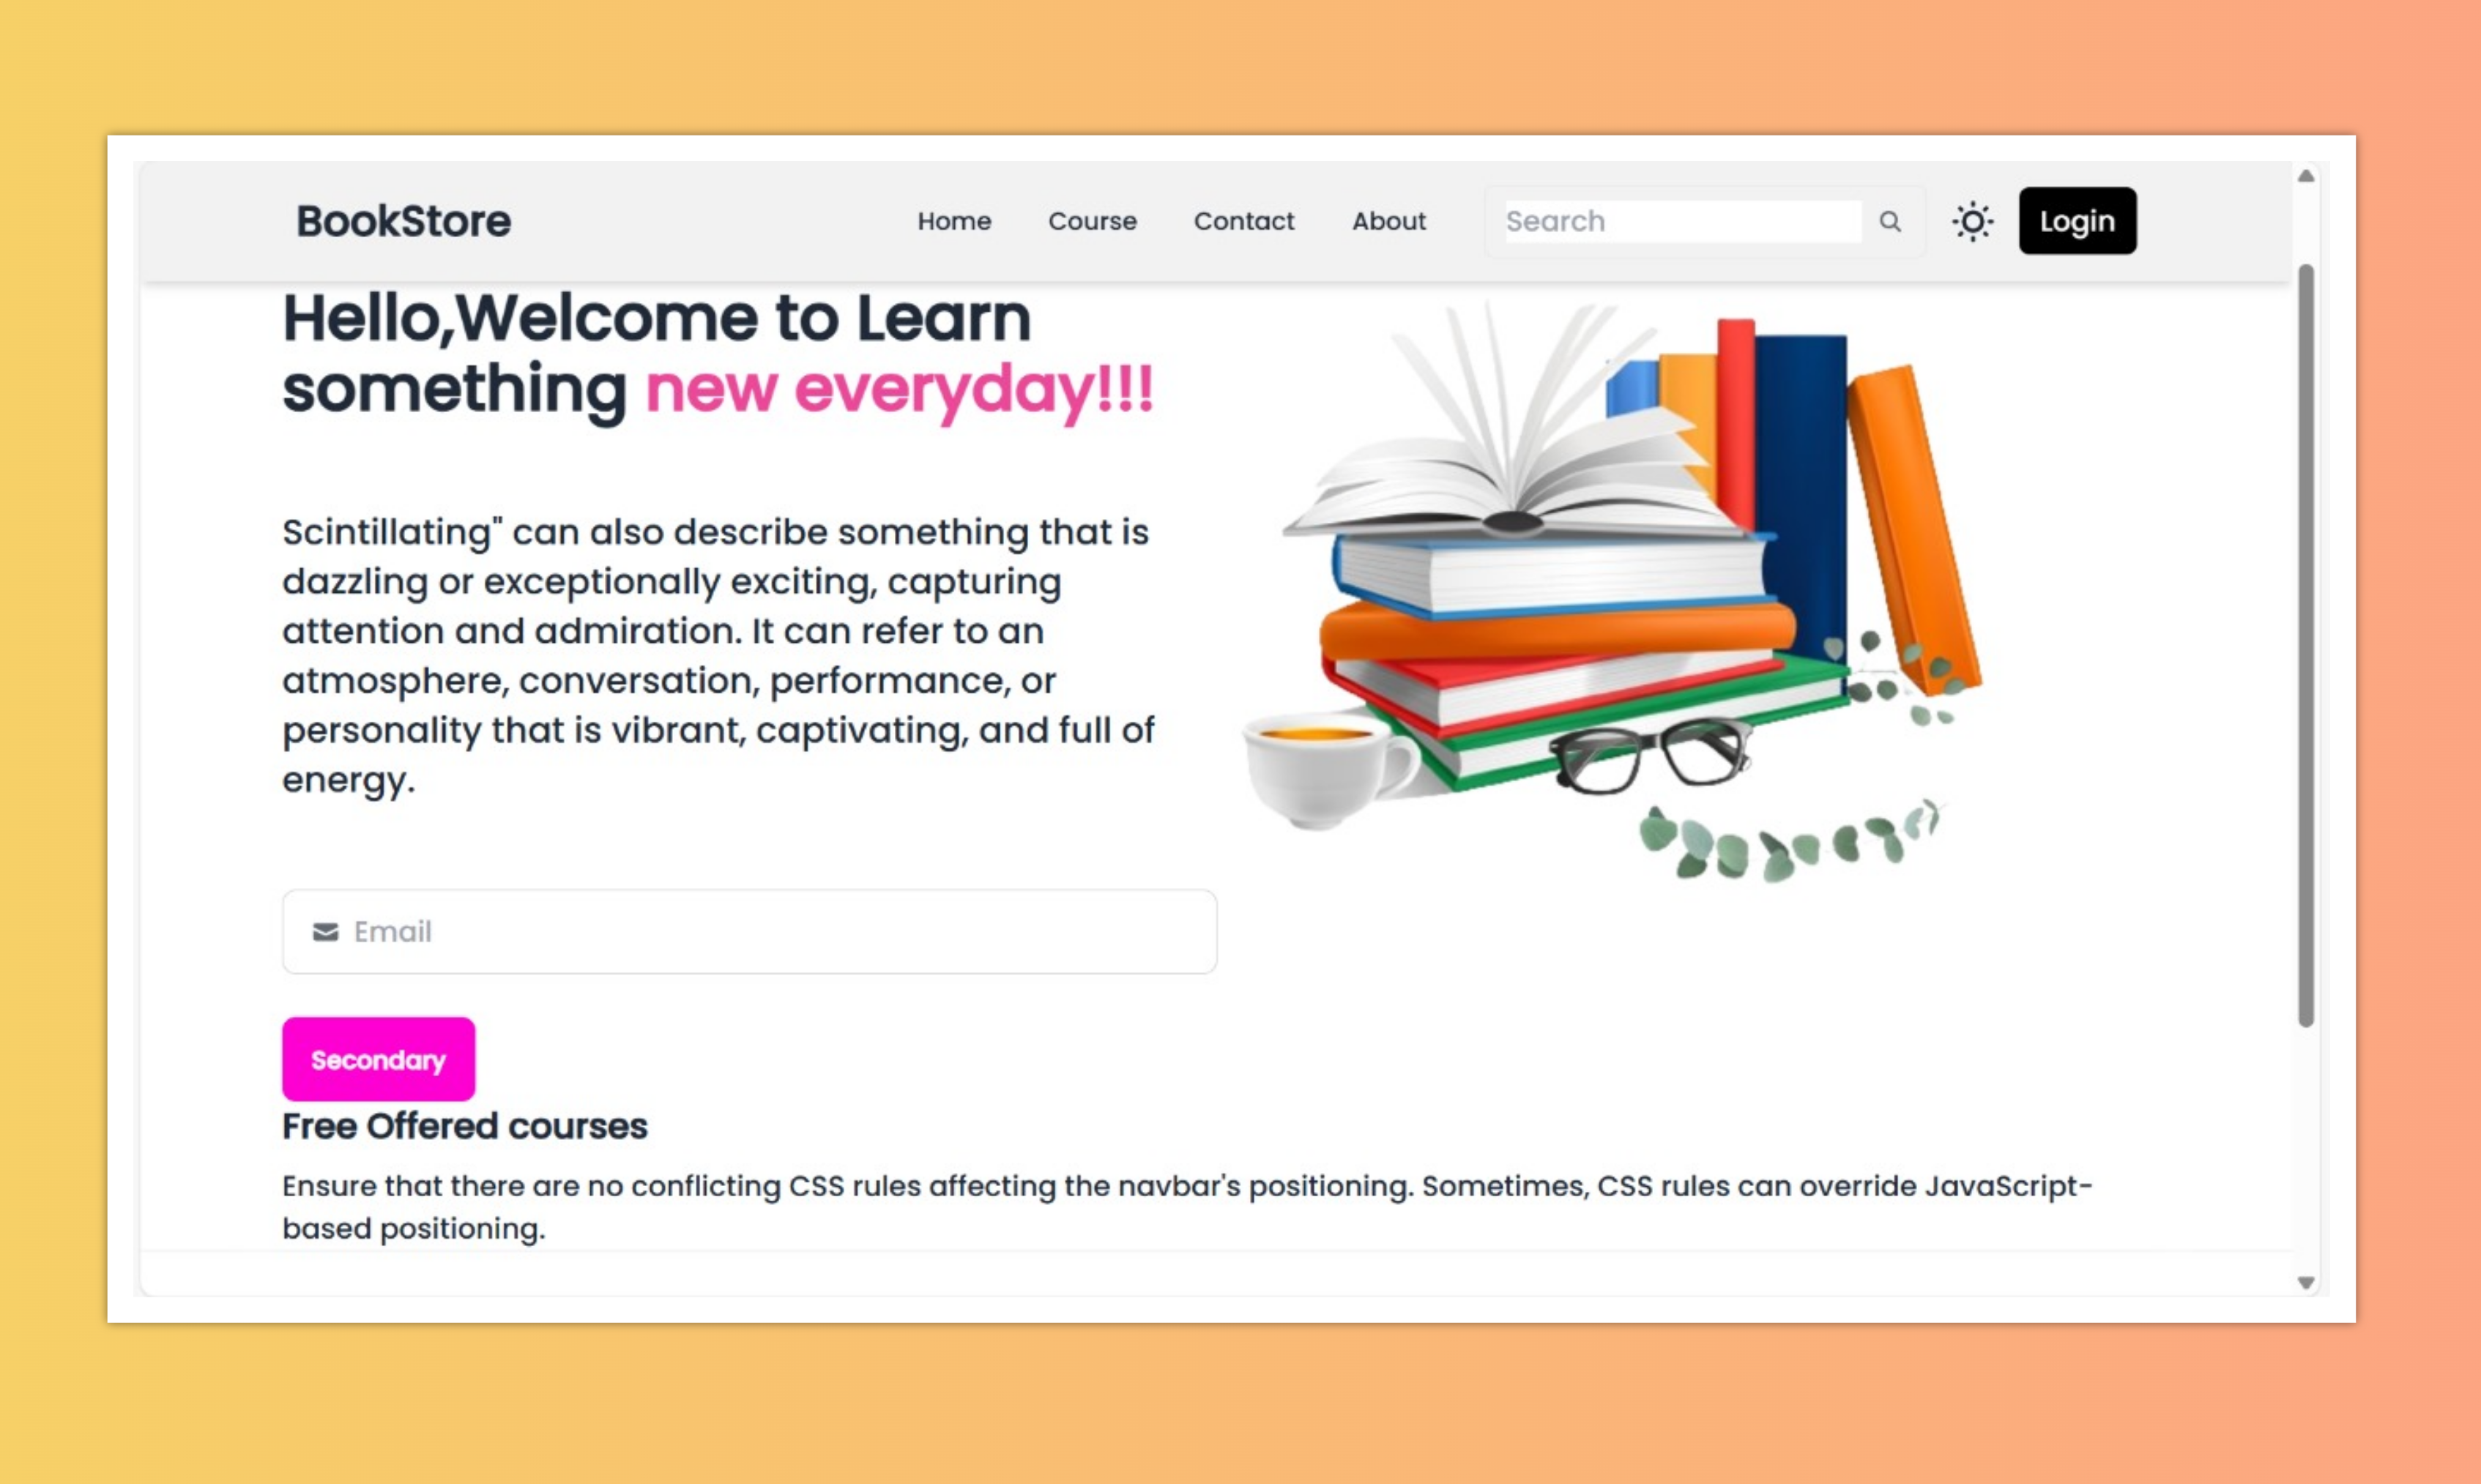 BookStore Home Course Contact About Search Login
Hello,Welcome to Learn
something new everyday!!!
Scintillating" can also describe something that is
dazzling or exceptionally exciting, capturing
attention and admiration. It can refer to an
atmosphere, conversation, performance, or
personality that is vibrant, captivating, and full of
energy.
Email
Secondary
Free Offered courses
Ensure that there are no conflicting CSS rules affecting the navbar's positioning. Sometimes, CSS rules can override JavaScript-
based positioning.